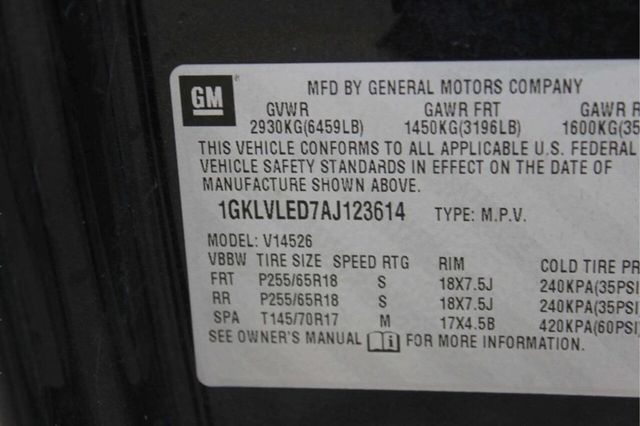 GM
MFD BY GENERAL MOTORS COMPANY
GVWR GAWR FRT GAWR R
2930KG(6459LB) 1450KG(3196LB) 1600KG(35
THIS VEHICLE CONFORMS TO ALL APPLICABLE U.S. FEDERAL
VEHICLE SAFETY STANDARDS IN EFFECT ON THE DATE OF
MANUFACTURE SHOWN ABOVE.
1GKLVLED7AJ123614 TYPE: M.P.V.
MODEL: V14526
VBBW TIRE SIZE SPEED RTG RIM COLD TIRE PR
FRT P255/65R18 S 18X7.5J 240KPA(35PSI
RR P255/65R18 S 18X7.5J 240KPA(35PSI
SPA T145/70R17 M 17X4.5B 420KPA(60PSI
SEE OWNER'S MANUAL i FOR MORE INFORMATION.